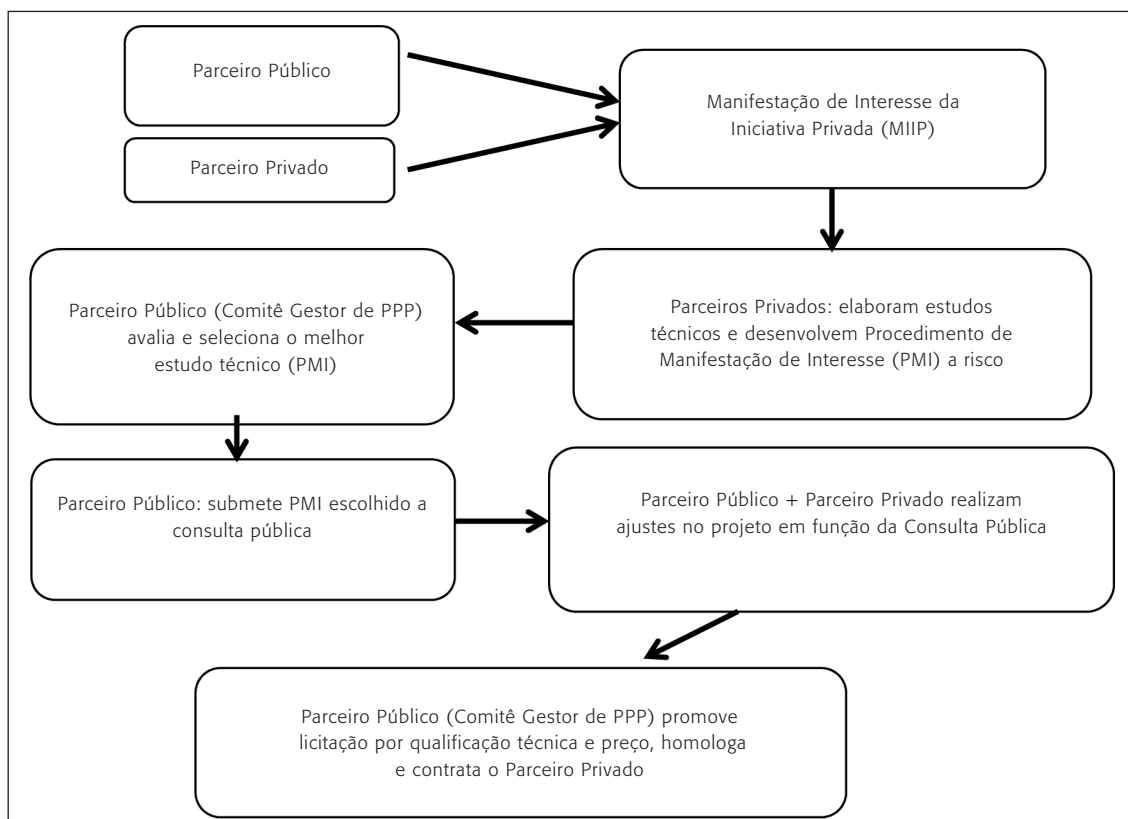 Parceiro Público
Parceiro Privado
Manifestação de Interesse da
Iniciativa Privada (MIIP)
Parceiros Privados: elaboram estudos
técnicos e desenvolvem Procedimento de
Manifestação de Interesse (PMI) a risco
Parceiro Público (Comitê Gestor de PPP)
avalia e seleciona o melhor
estudo técnico (PMI)
Parceiro Público: submete PMI escolhido a
consulta pública
Parceiro Público + Parceiro Privado realizam
ajustes no projeto em função da Consulta Pública
Parceiro Público (Comitê Gestor de PPP) promove
licitação por qualificação técnica e preço, homologa
e contrata o Parceiro Privado